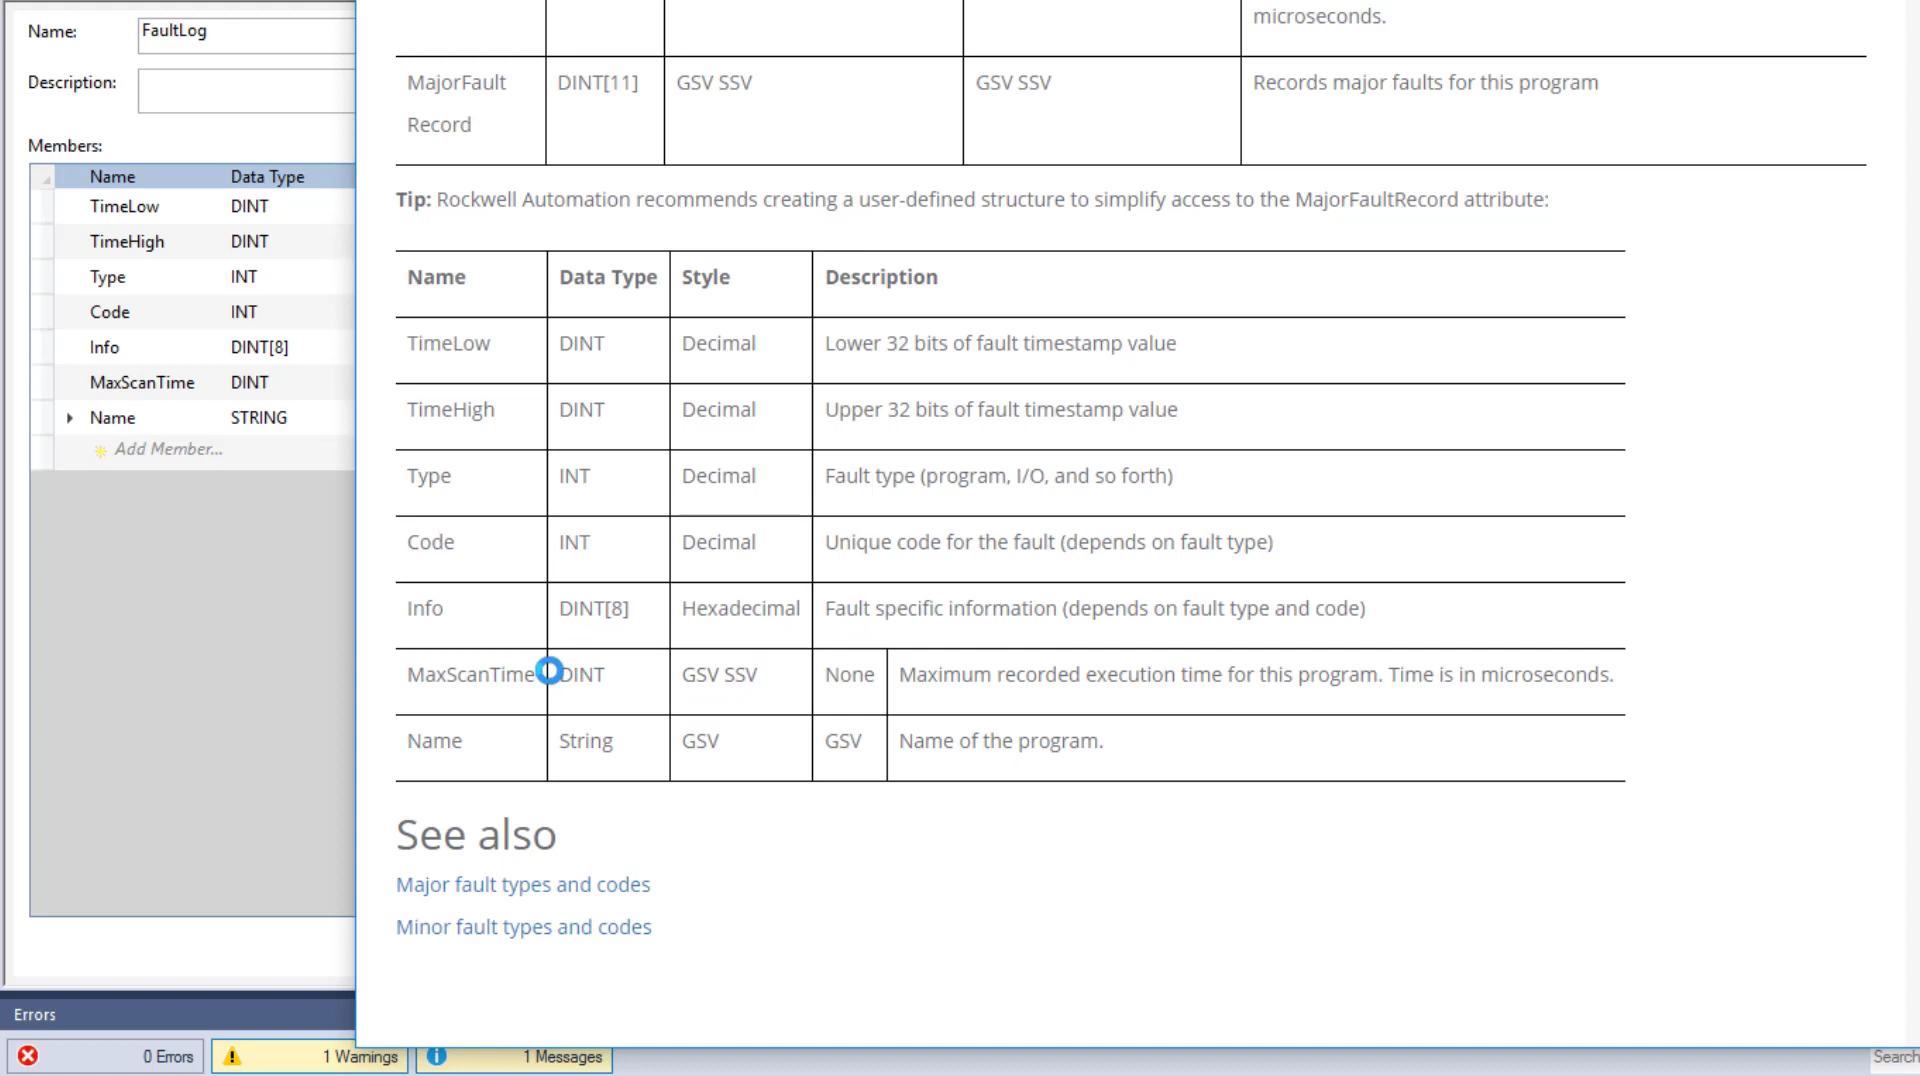 Name: FaultLog
Description:
Members:
Name Data Type
TimeLow DINT
TimeHigh DINT
Type INT
Code INT
Info DINT[8]
MaxScanTime DINT
Name STRING
Add Member...
Errors
0 Errors 1 Warnings 1 Messages
microseconds.
MajorFault DINT[11] GSV SSV GSV SSV Records major faults for this program
Record
Tip: Rockwell Automation recommends creating a user-defined structure to simplify access to the MajorFaultRecord attribute:
Name Data Type Style Description
TimeLow DINT Decimal Lower 32 bits of fault timestamp value
TimeHigh DINT Decimal Upper 32 bits of fault timestamp value
Type INT Decimal Fault type (program, I/O, and so forth)
Code INT Decimal Unique code for the fault (depends on fault type)
Info DINT[8] Hexadecimal Fault specific information (depends on fault type and code)
MaxScanTime DINT GSV SSV None Maximum recorded execution time for this program. Time is in microseconds.
Name String GSV GSV Name of the program.
See also
Major fault types and codes
Minor fault types and codes
Search